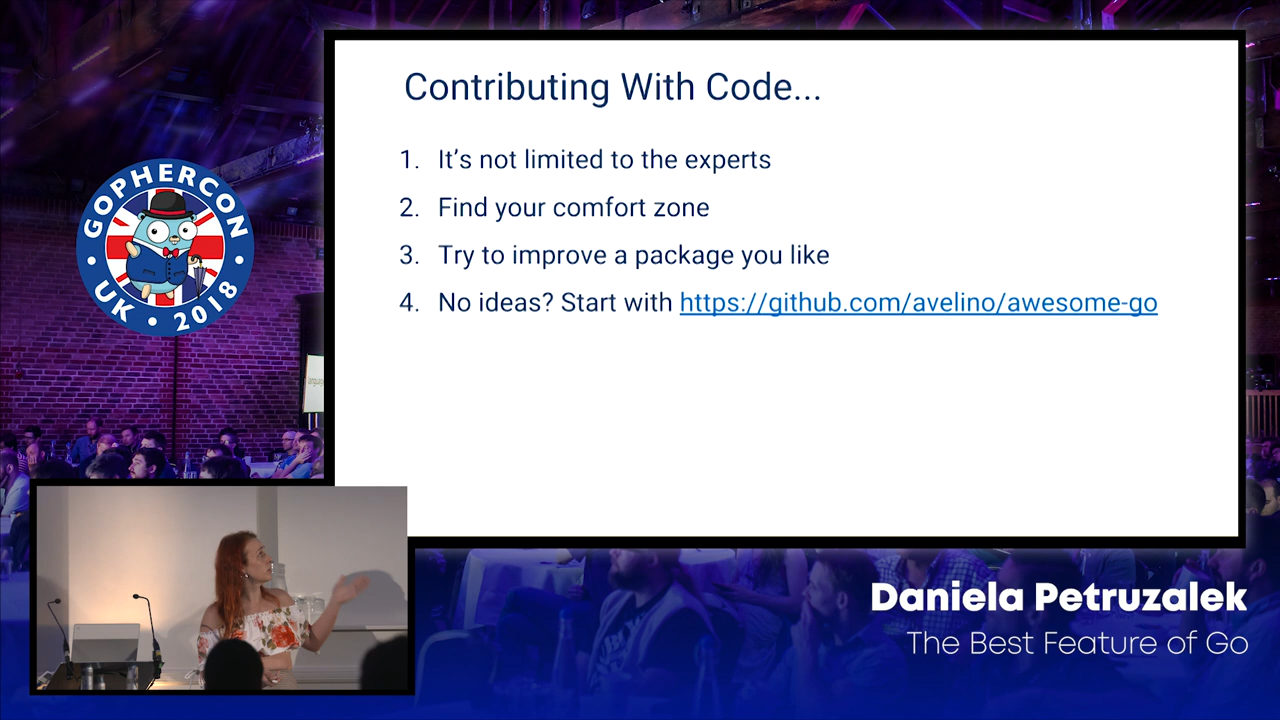 Contributing With Code...
1. It's not limited to the experts
2. Find your comfort zone
3. Try to improve a package you like
4. No ideas? Start with https://github.com/avelino/awesome-go
GOPHERCON
UK • 2018
Daniela Petruzalek
The Best Feature of Go